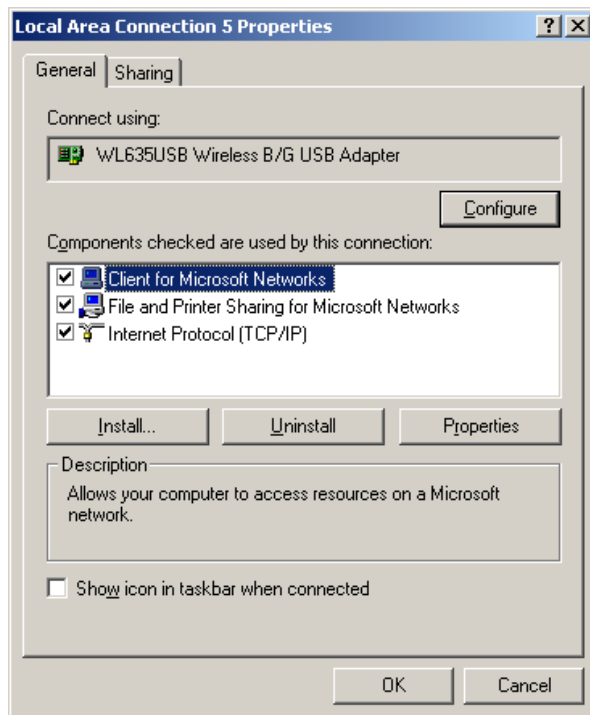 Local Area Connection 5 Properties
General Sharing
Connect using:
WL635USB Wireless B/G USB Adapter
Configure
Components checked are used by this connection:
Client for Microsoft Networks
File and Printer Sharing for Microsoft Networks
Internet Protocol (TCP/IP)
Install... Uninstall Properties
Description
Allows your computer to access resources on a Microsoft
network.
Show icon in taskbar when connected
OK Cancel